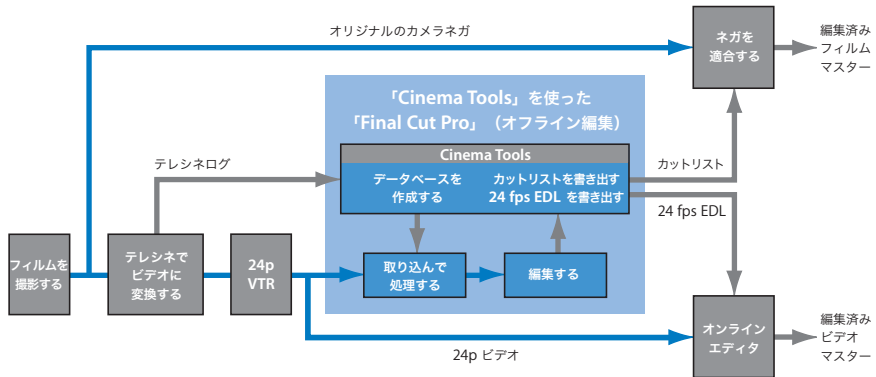 オリジナルのカメラネガ
ネガを
適合する
編集済み
フィルム
マスター
「Cinema Tools」を使った
「Final Cut Pro」（オフライン編集）
Cinema Tools
テレシネログ
データベースを
作成する
カットリストを書き出す
24 fps EDL を書き出す
カットリスト
24 fps EDL
フィルムを
撮影する
テレシネで
ビデオに
変換する
24p
VTR
取り込んで
処理する
編集する
24p ビデオ
オンライン
エディタ
編集済み
ビデオ
マスター